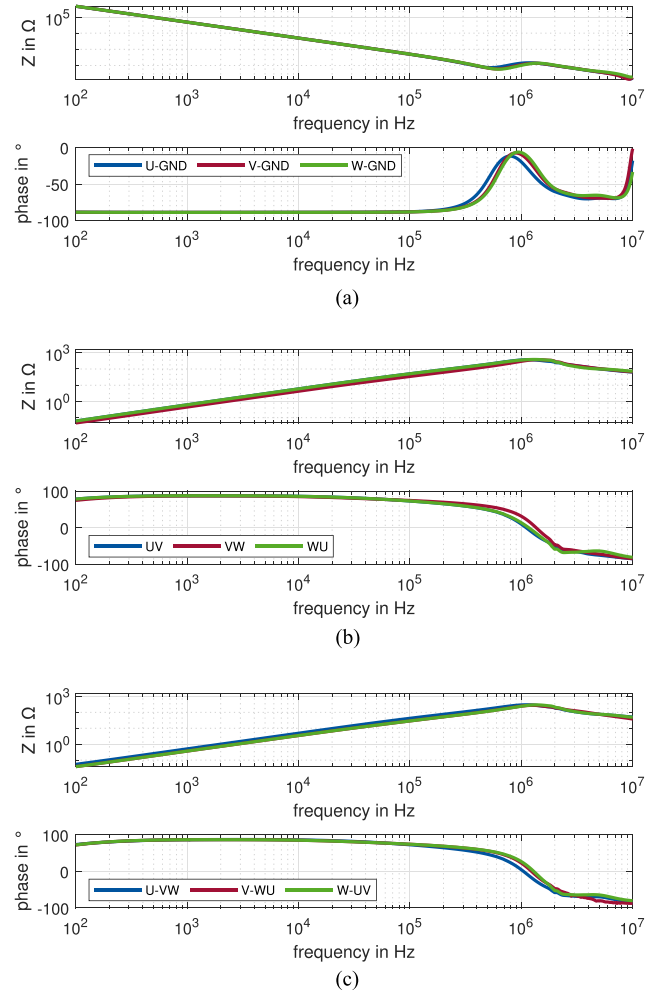 10^5
Z in Ω
10^2 10^3 10^4 10^5 10^6 10^7
frequency in Hz
0
-50
-100
phase in °
U-GND V-GND W-GND
10^2 10^3 10^4 10^5 10^6 10^7
frequency in Hz
(a)
10^3
10^0
Z in Ω
10^2 10^3 10^4 10^5 10^6 10^7
frequency in Hz
100
0
-100
phase in °
UV VW WU
10^2 10^3 10^4 10^5 10^6 10^7
frequency in Hz
(b)
10^3
10^0
Z in Ω
10^2 10^3 10^4 10^5 10^6 10^7
frequency in Hz
100
0
-100
phase in °
U-VW V-WU W-UV
10^2 10^3 10^4 10^5 10^6 10^7
frequency in Hz
(c)